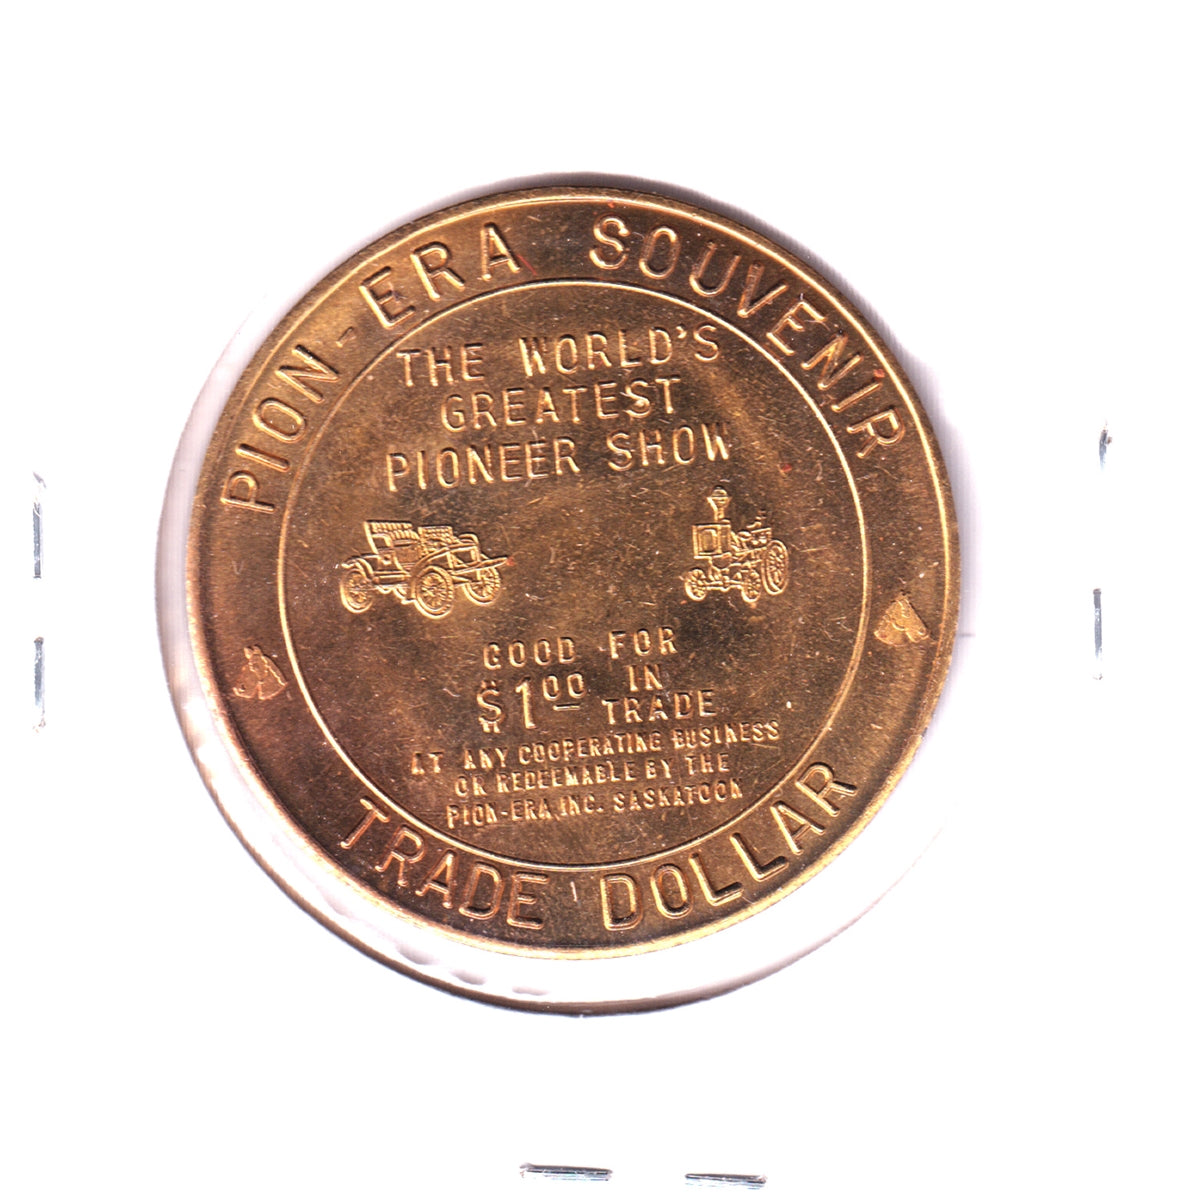 PION-ERA SOUVENIR
THE WORLD'S
GREATEST
PIONEER SHOW
GOOD FOR
$1.00 IN
TRADE
AT ANY COOPERATING BUSINESS
OR REDEEMABLE BY THE
PION-ERA, INC. SASKATOON
TRADE DOLLAR